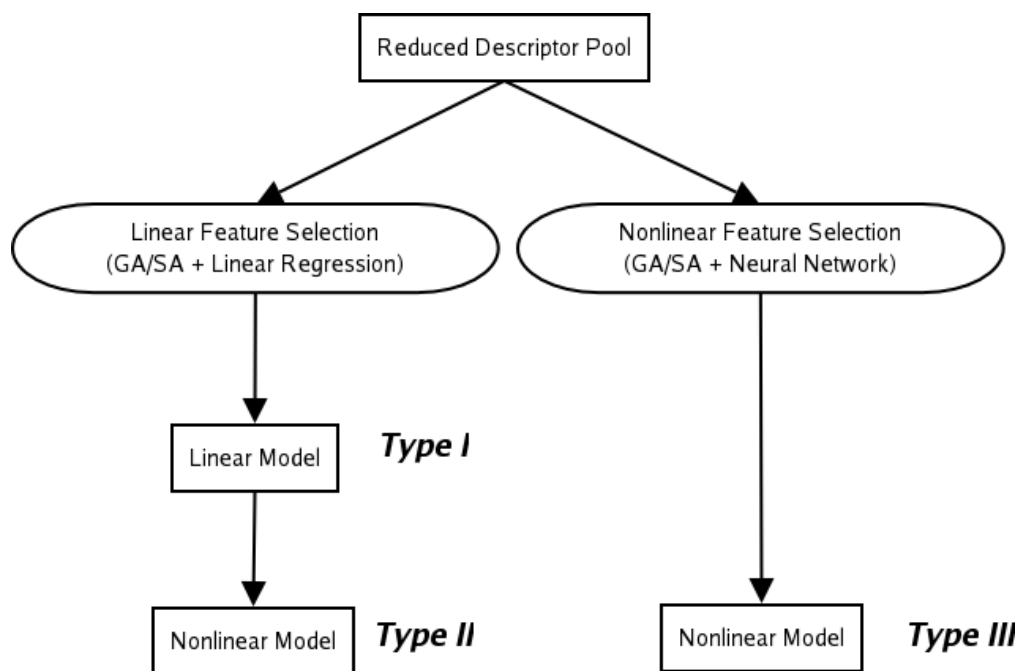 Reduced Descriptor Pool
Linear Feature Selection
(GA/SA + Linear Regression)
Nonlinear Feature Selection
(GA/SA + Neural Network)
Linear Model
Type I
Nonlinear Model
Type II
Nonlinear Model
Type III